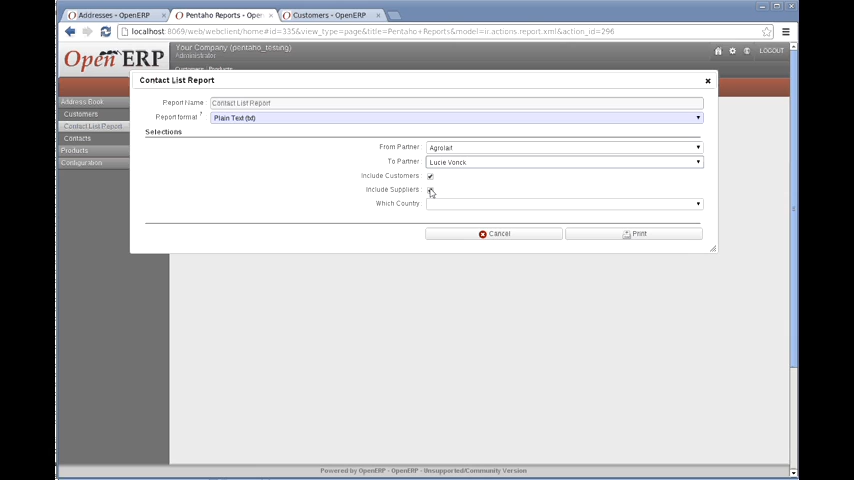 Addresses - OpenERP
Pentaho Reports - Open
Customers - OpenERP
localhost:8069/web/webclient/home#id=335&view_type=page&title=Pentaho+Reports&model=ir.actions.report.xml&action_id=296
OpenERP
Your Company (pentaho_testing)
Administrator
LOGOUT
Customers
Products
Contact List Report
Address Book
Customers
Contact List Report
Contacts
Products
Configuration
Report Name : Contact List Report
Report format ? : Plain Text (txt)
Selections
From Partner : Agrolait
To Partner : Lucie Vonck
Include Customers :
Include Suppliers :
Which Country
Cancel
Print
Powered by OpenERP - OpenERP - Unsupported/Community Version